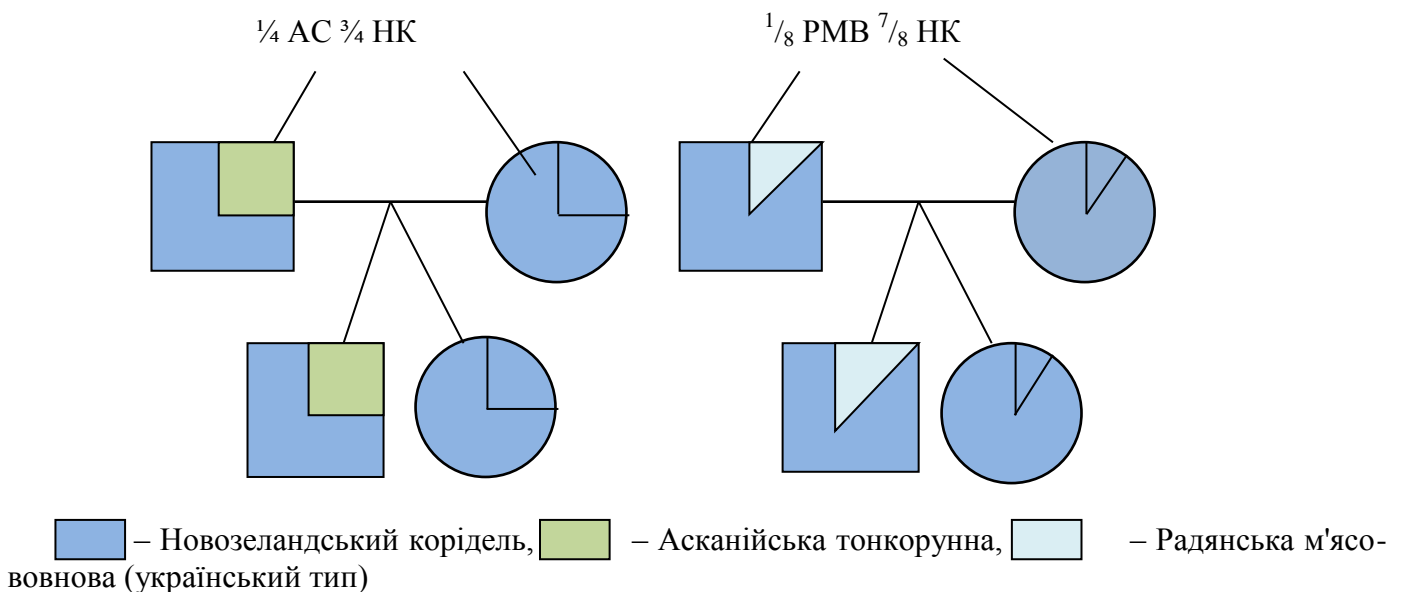 ¼ АС ¾ НК
1/8 РМВ 7/8 НК
– Новозеландський корідель, – Асканійська тонкорунна, – Радянська м'ясо-
вовнова (український тип)